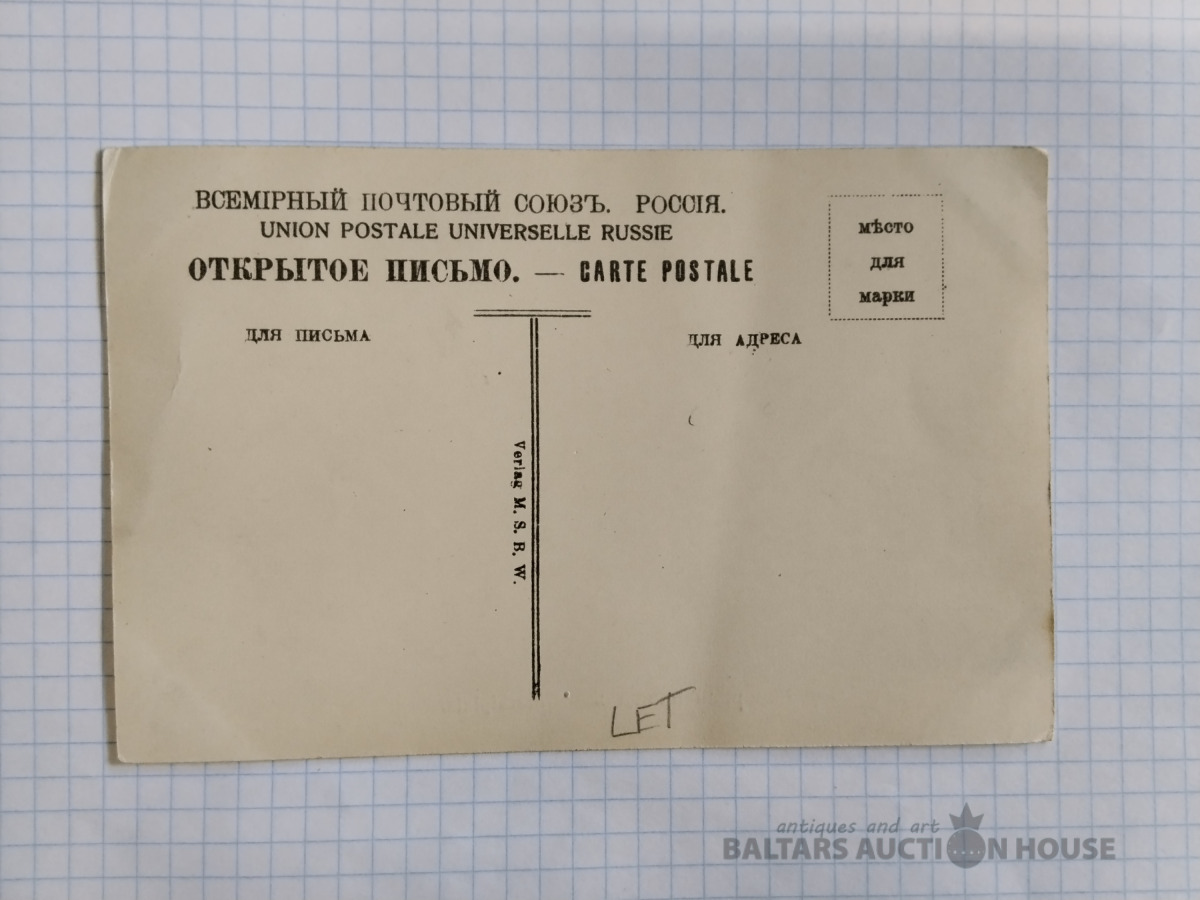 ВСЕМІРНЫЙ ПОЧТОВЫЙ СОЮЗЪ. РОССІЯ.
UNION POSTALE UNIVERSELLE RUSSIE
ОТКРЫТОЕ ПИСЬМО. — CARTE POSTALE
мѣсто
для
марки
ДЛЯ ПИСЬМА
ДЛЯ АДРЕСА
Verlag M. S. B. W.
LET
antiques and art
BALTARS AUCTION HOUSE